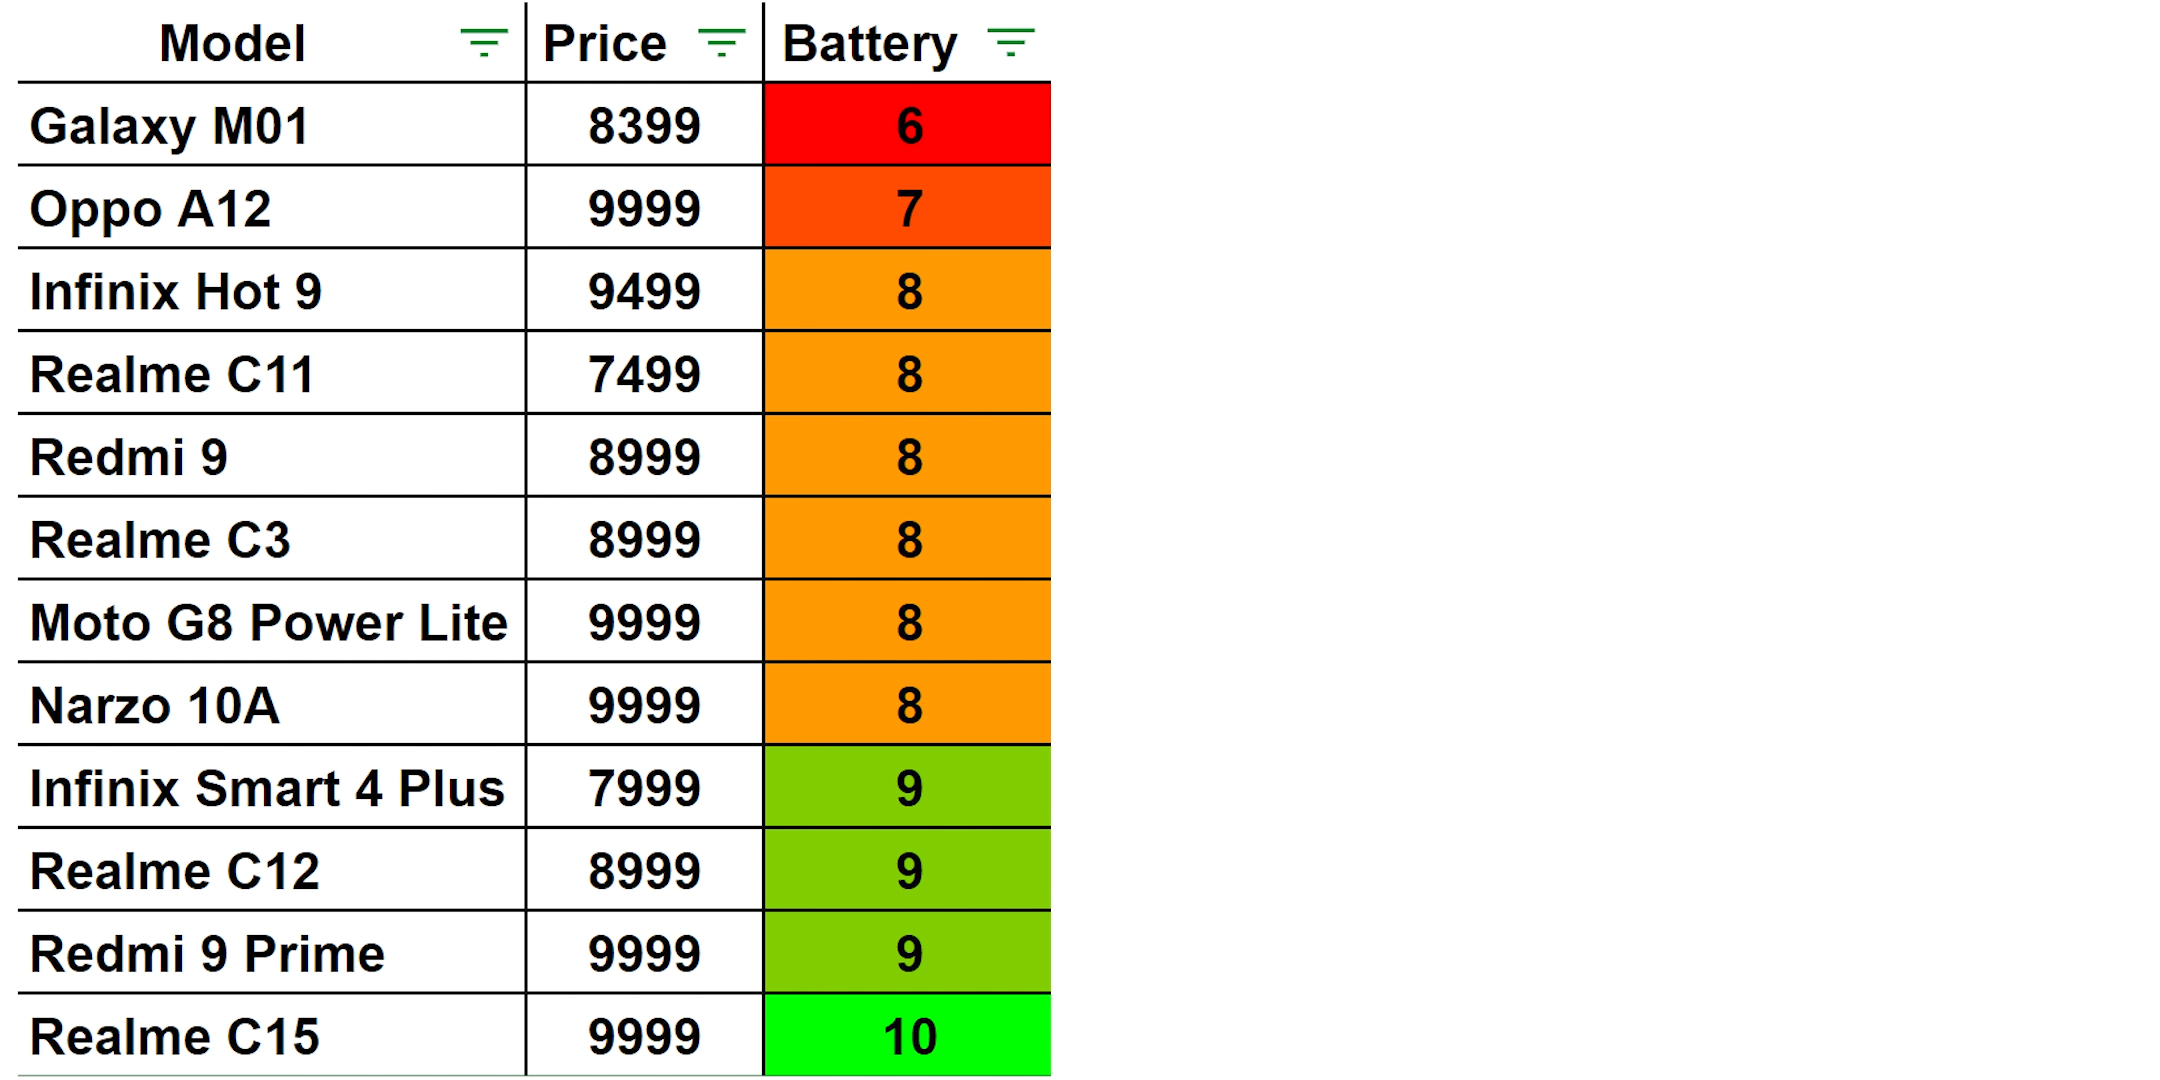 Model Price Battery
Galaxy M01 8399 6
Oppo A12 9999 7
Infinix Hot 9 9499 8
Realme C11 7499 8
Redmi 9 8999 8
Realme C3 8999 8
Moto G8 Power Lite 9999 8
Narzo 10A 9999 8
Infinix Smart 4 Plus 7999 9
Realme C12 8999 9
Redmi 9 Prime 9999 9
Realme C15 9999 10